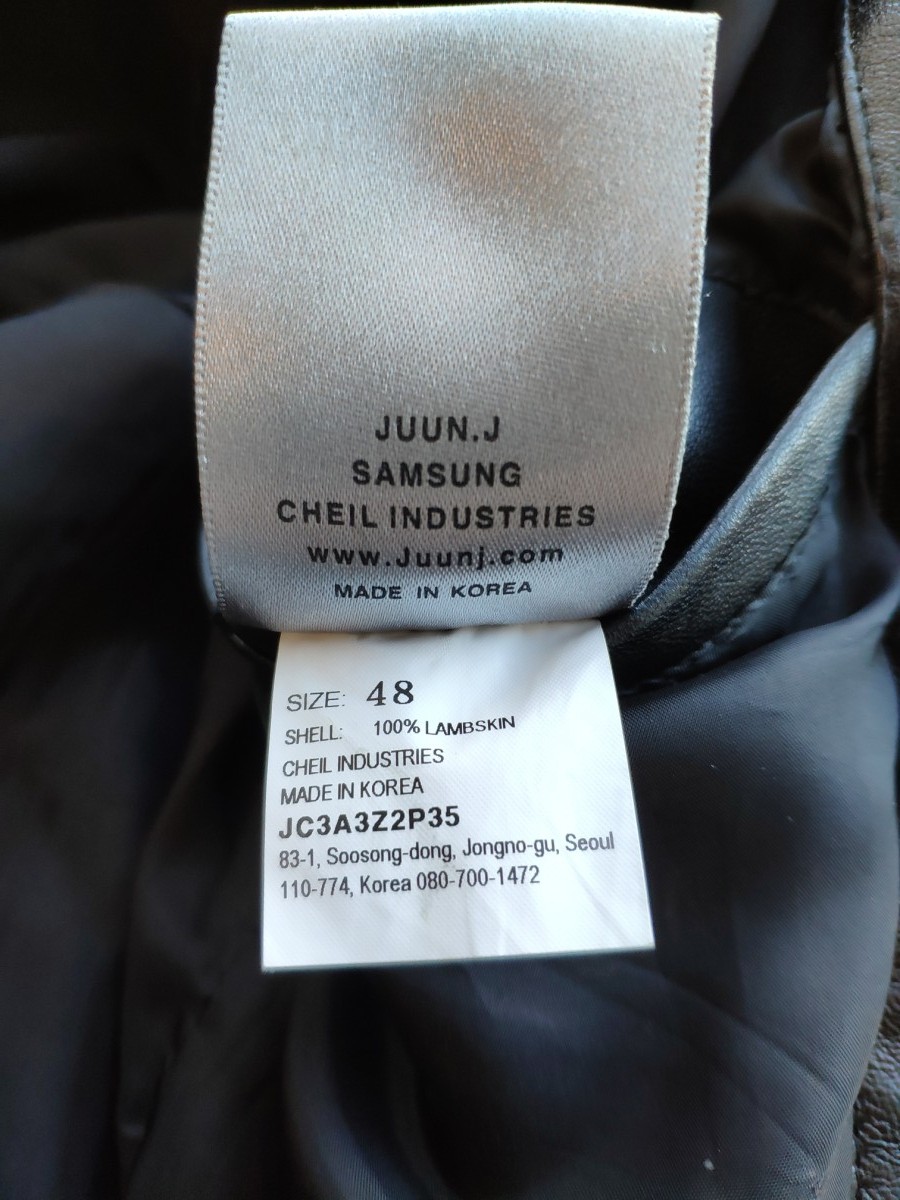 JUUN.J
SAMSUNG
CHEIL INDUSTRIES
www.Juunj.com
MADE IN KOREA
SIZE: 48
SHELL: 100% LAMBSKIN
CHEIL INDUSTRIES
MADE IN KOREA
JC3A3Z2P35
83-1, Soosong-dong, Jongno-gu, Seoul
110-774, Korea 080-700-1472